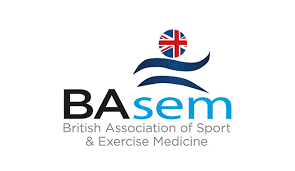 BAsem
British Association of Sport
& Exercise Medicine